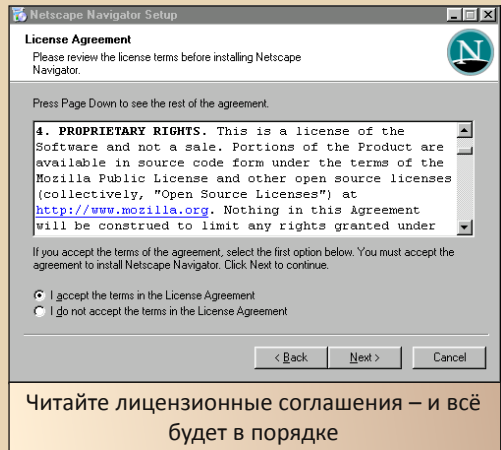 Netscape Navigator Setup
License Agreement
Please review the license terms before installing Netscape
Navigator.
N
Press Page Down to see the rest of the agreement.
4. PROPRIETARY RIGHTS. This is a license of the
Software and not a sale. Portions of the Product are
available in source code form under the terms of the
Mozilla Public License and other open source licenses
(collectively, "Open Source Licenses") at
http://www.mozilla.org. Nothing in this Agreement
will be construed to limit any rights granted under
If you accept the terms of the agreement, select the first option below. You must accept the
agreement to install Netscape Navigator. Click Next to continue.
I accept the terms in the License Agreement
I do not accept the terms in the License Agreement
< Back Next > Cancel
Читайте лицензионные соглашения – и всё
будет в порядке